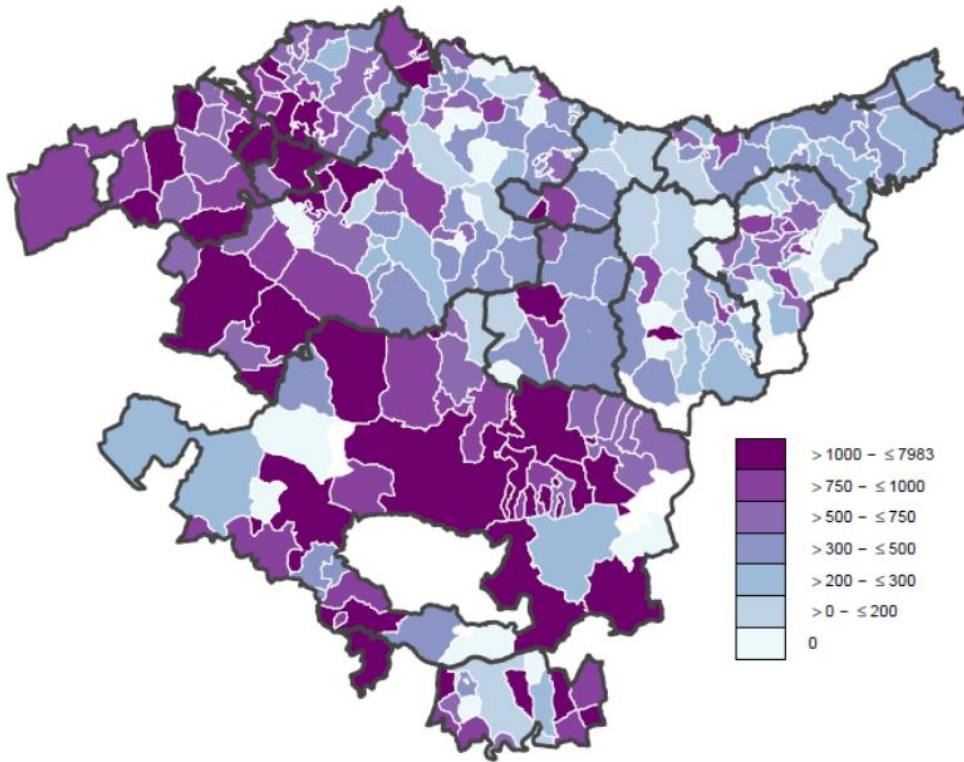 > 1000 – ≤ 7983
> 750 – ≤ 1000
> 500 – ≤ 750
> 300 – ≤ 500
> 200 – ≤ 300
> 0 – ≤ 200
0